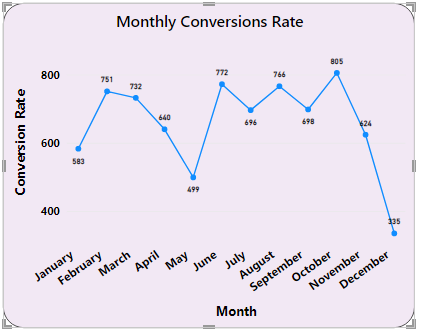 Monthly Conversions Rate
Conversion Rate
800
600
400
583
751
732
640
499
772
696
766
698
805
624
335
January
February
March
April
May
June
July
August
September
October
November
December
Month